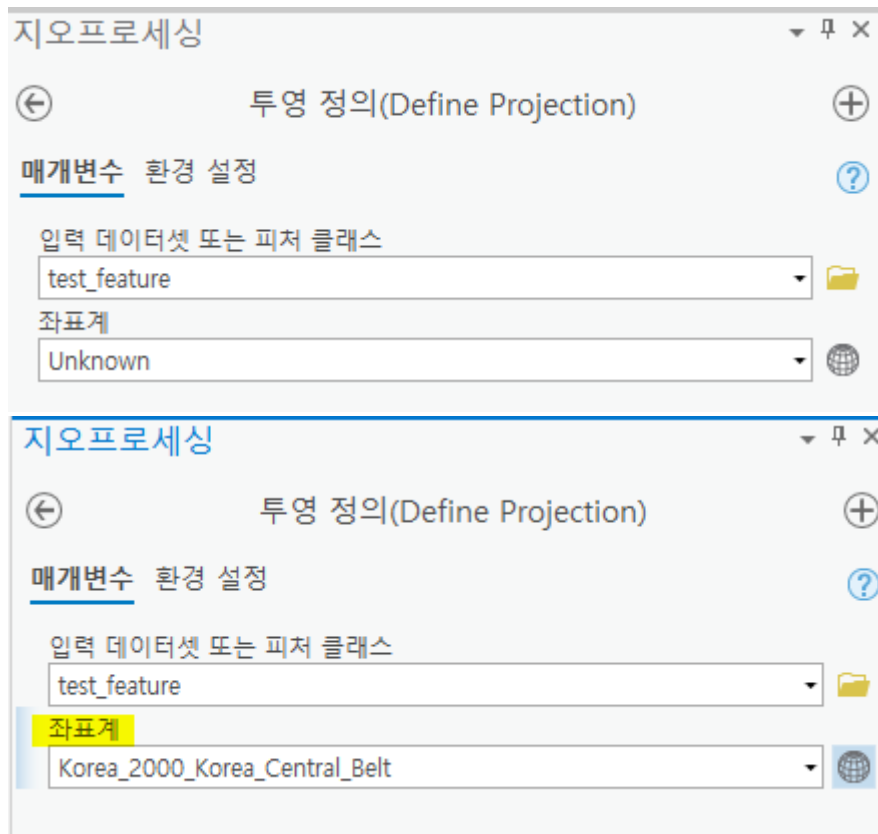 지오프로세싱
투영 정의(Define Projection)
매개변수 환경 설정
입력 데이터셋 또는 피처 클래스
test_feature
좌표계
Unknown
지오프로세싱
투영 정의(Define Projection)
매개변수 환경 설정
입력 데이터셋 또는 피처 클래스
test_feature
좌표계
Korea_2000_Korea_Central_Belt